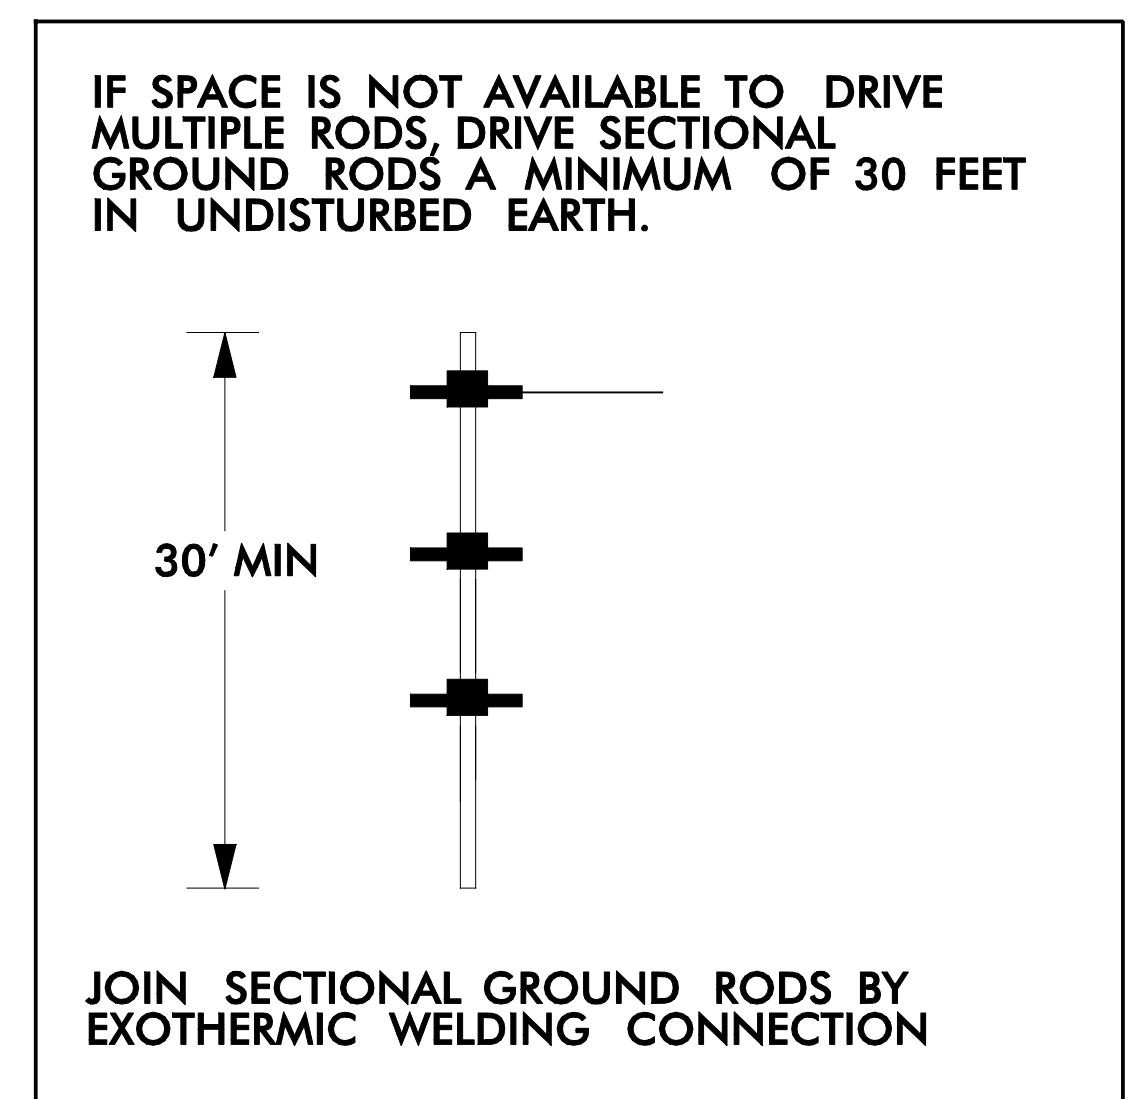 IF SPACE IS NOT AVAILABLE TO DRIVE
MULTIPLE RODS, DRIVE SECTIONAL
GROUND RODS A MINIMUM OF 30 FEET
IN UNDISTURBED EARTH.
30' MIN
JOIN SECTIONAL GROUND RODS BY
EXOTHERMIC WELDING CONNECTION